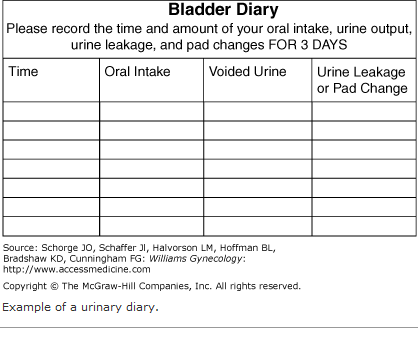 Bladder Diary
Please record the time and amount of your oral intake, urine output,
urine leakage, and pad changes FOR 3 DAYS
Time Oral Intake Voided Urine Urine Leakage
or Pad Change
Source: Schorge JO, Schaffer JI, Halvorson LM, Hoffman BL,
Bradshaw KD, Cunningham FG: Williams Gynecology:
http://www.accessmedicine.com
Copyright © The McGraw-Hill Companies, Inc. All rights reserved.
Example of a urinary diary.